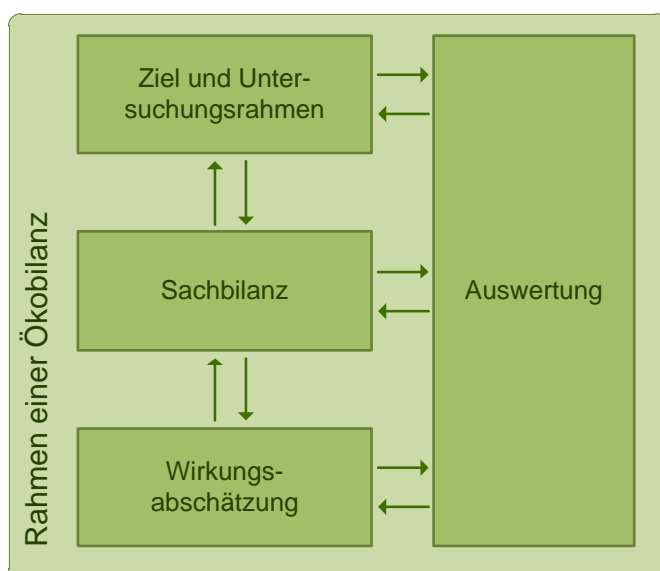 Rahmen einer Ökobilanz
Ziel und Unter-
suchungsrahmen
Sachbilanz
Wirkungs-
abschätzung
Auswertung